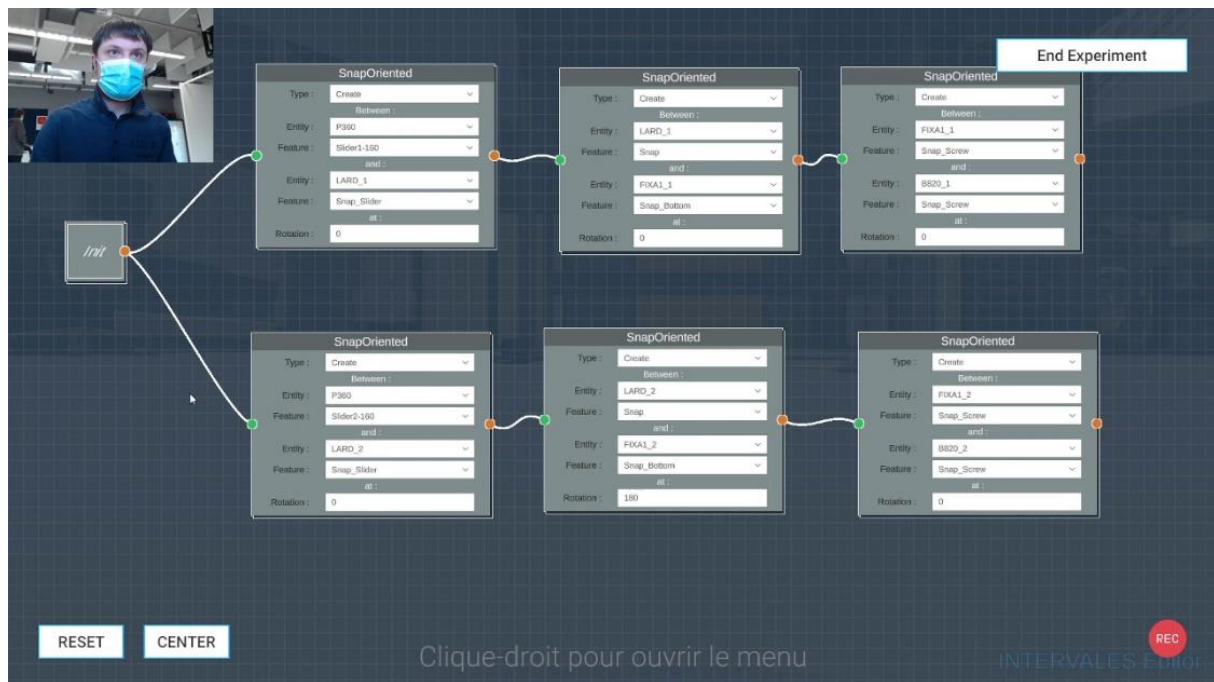 End Experiment
Init
SnapOriented
Type : Create
Between :
Entity : P360
Feature : Slider1-160
and :
Entity : LARD_1
Feature : Snap_Slider
at :
Rotation : 0
SnapOriented
Type : Create
Between :
Entity : LARD_1
Feature : Snap
and :
Entity : FIXA1_1
Feature : Snap_Bottom
at :
Rotation : 0
SnapOriented
Type : Create
Between :
Entity : FIXA1_1
Feature : Snap_Screw
and :
Entity : B820_1
Feature : Snap_Screw
at :
Rotation : 0
SnapOriented
Type : Create
Between :
Entity : P360
Feature : Slider2-160
and :
Entity : LARD_2
Feature : Snap_Slider
at :
Rotation : 0
SnapOriented
Type : Create
Between :
Entity : LARD_2
Feature : Snap
and :
Entity : FIXA1_2
Feature : Snap_Bottom
at :
Rotation : 180
SnapOriented
Type : Create
Between :
Entity : FIXA1_2
Feature : Snap_Screw
and :
Entity : B820_2
Feature : Snap_Screw
at :
Rotation : 0
RESET
CENTER
Clique-droit pour ouvrir le menu
REC
INTERVALES Editor